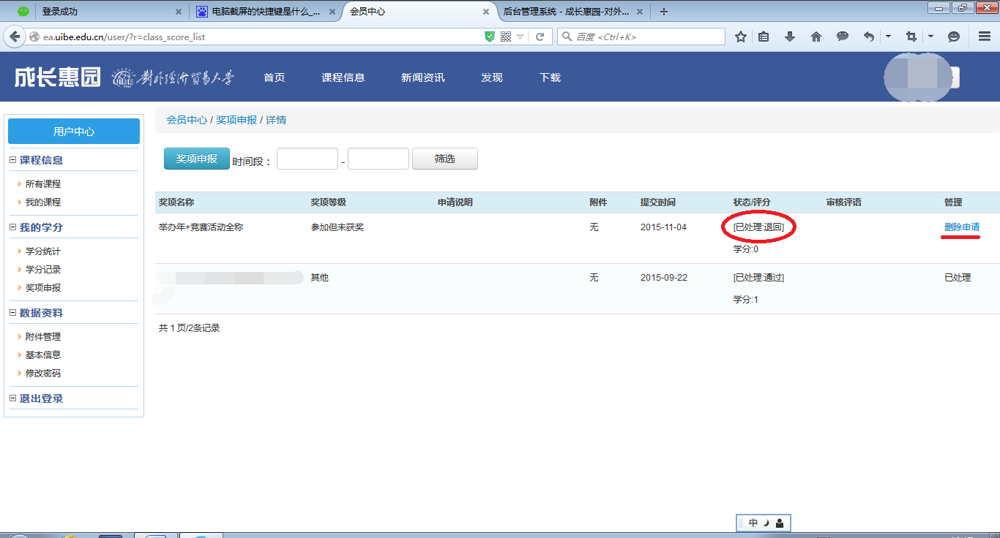 登录成功
电脑截屏的快捷键是什么_...
会员中心
后台管理系统 - 成长惠园-对外...
ea.uibe.edu.cn/user/?r=class_score_list
百度 <Ctrl+K>
成长惠园 UIBE 1951 對外經濟貿易大學 首页 课程信息 新闻资讯 发现 下载
用户中心
课程信息
所有课程
我的课程
我的学分
学分统计
学分记录
奖项申报
数据资料
附件管理
基本信息
修改密码
退出登录
会员中心 / 奖项申报 / 详情
奖项申报 时间段： - 筛选
奖项名称 奖项等级 申请说明 附件 提交时间 状态/评分 审核评语 管理
举办年+竞赛活动全称 参加但未获奖 无 2015-11-04 [已处理:退回] 删除申请
学分:0
其他 无 2015-09-22 [已处理:通过] 已处理
学分:1
共 1 页/2条记录
中